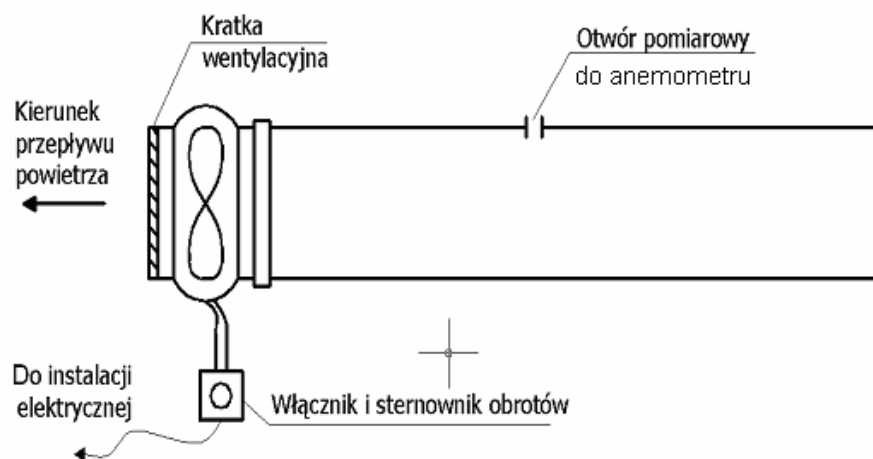 Kratka
wentylacyjna
Otwór pomiarowy
do anemometru
Kierunek
przepływu
powietrza
Do instalacji
elektrycznej
Włącznik i sternownik obrotów